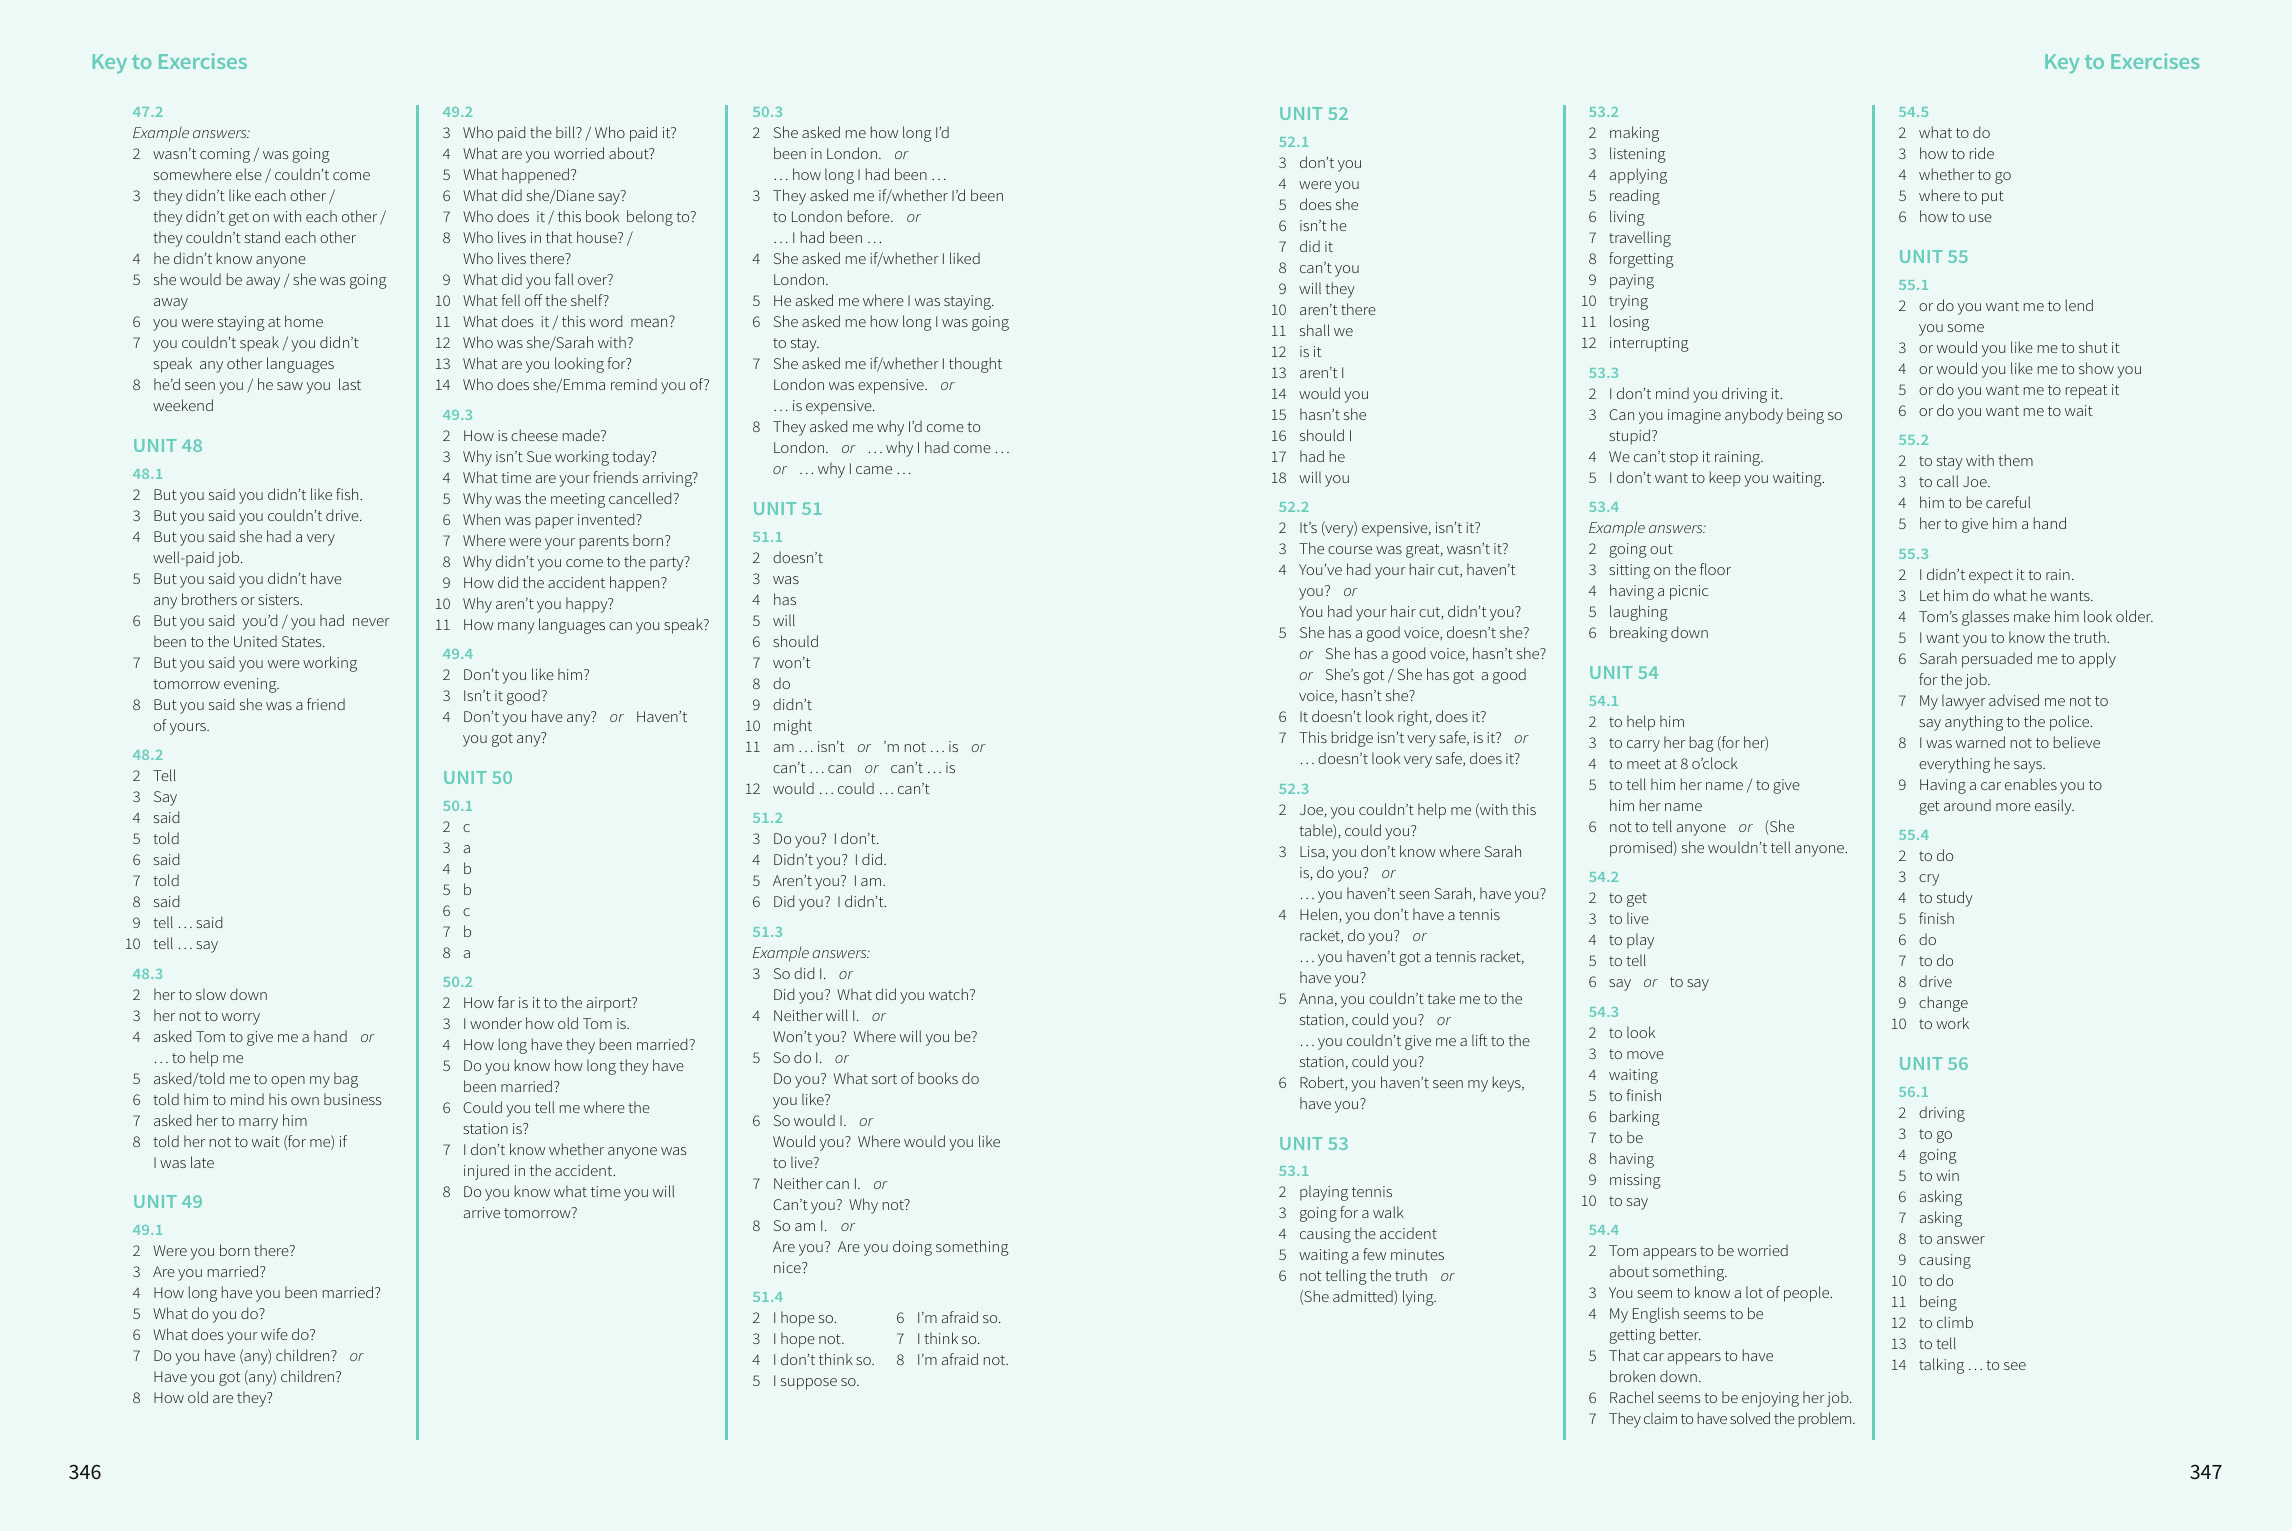 Key to Exercises
47.2
Example answers:
2 wasn’t coming / was going
somewhere else / couldn’t come
3 they didn’t like each other /
they didn’t get on with each other /
they couldn’t stand each other
4 he didn’t know anyone
5 she would be away / she was going
away
6 you were staying at home
7 you couldn’t speak / you didn’t
speak any other languages
8 he’d seen you / he saw you last
weekend
UNIT 48
48.1
2 But you said you didn’t like fish.
3 But you said you couldn’t drive.
4 But you said she had a very
well-paid job.
5 But you said you didn’t have
any brothers or sisters.
6 But you said you’d / you had never
been to the United States.
7 But you said you were working
tomorrow evening.
8 But you said she was a friend
of yours.
48.2
2 Tell
3 Say
4 said
5 told
6 said
7 told
8 said
9 tell … said
10 tell … say
48.3
2 her to slow down
3 her not to worry
4 asked Tom to give me a hand or
… to help me
5 asked/told me to open my bag
6 told him to mind his own business
7 asked her to marry him
8 told her not to wait (for me) if
I was late
UNIT 49
49.1
2 Were you born there?
3 Are you married?
4 How long have you been married?
5 What do you do?
6 What does your wife do?
7 Do you have (any) children? or
Have you got (any) children?
8 How old are they?
49.2
3 Who paid the bill? / Who paid it?
4 What are you worried about?
5 What happened?
6 What did she/Diane say?
7 Who does it / this book belong to?
8 Who lives in that house? /
Who lives there?
9 What did you fall over?
10 What fell off the shelf?
11 What does it / this word mean?
12 Who was she/Sarah with?
13 What are you looking for?
14 Who does she/Emma remind you of?
49.3
2 How is cheese made?
3 Why isn’t Sue working today?
4 What time are your friends arriving?
5 Why was the meeting cancelled?
6 When was paper invented?
7 Where were your parents born?
8 Why didn’t you come to the party?
9 How did the accident happen?
10 Why aren’t you happy?
11 How many languages can you speak?
49.4
2 Don’t you like him?
3 Isn’t it good?
4 Don’t you have any? or Haven’t
you got any?
UNIT 50
50.1
2 c
3 a
4 b
5 b
6 c
7 b
8 a
50.2
2 How far is it to the airport?
3 I wonder how old Tom is.
4 How long have they been married?
5 Do you know how long they have
been married?
6 Could you tell me where the
station is?
7 I don’t know whether anyone was
injured in the accident.
8 Do you know what time you will
arrive tomorrow?
50.3
2 She asked me how long I’d
been in London. or
… how long I had been …
3 They asked me if/whether I’d been
to London before. or
… I had been …
4 She asked me if/whether I liked
London.
5 He asked me where I was staying.
6 She asked me how long I was going
to stay.
7 She asked me if/whether I thought
London was expensive. or
… is expensive.
8 They asked me why I’d come to
London. or … why I had come …
or … why I came …
UNIT 51
51.1
2 doesn’t
3 was
4 has
5 will
6 should
7 won’t
8 do
9 didn’t
10 might
11 am … isn’t or ’m not … is or
can’t … can or can’t … is
12 would … could … can’t
51.2
3 Do you? I don’t.
4 Didn’t you? I did.
5 Aren’t you? I am.
6 Did you? I didn’t.
51.3
Example answers:
3 So did I. or
Did you? What did you watch?
4 Neither will I. or
Won’t you? Where will you be?
5 So do I. or
Do you? What sort of books do
you like?
6 So would I. or
Would you? Where would you like
to live?
7 Neither can I. or
Can’t you? Why not?
8 So am I. or
Are you? Are you doing something
nice?
51.4
2 I hope so.
3 I hope not.
4 I don’t think so.
5 I suppose so.
6 I’m afraid so.
7 I think so.
8 I’m afraid not.
346
Key to Exercises
UNIT 52
52.1
3 don’t you
4 were you
5 does she
6 isn’t he
7 did it
8 can’t you
9 will they
10 aren’t there
11 shall we
12 is it
13 aren’t I
14 would you
15 hasn’t she
16 should I
17 had he
18 will you
52.2
2 It’s (very) expensive, isn’t it?
3 The course was great, wasn’t it?
4 You’ve had your hair cut, haven’t
you? or
You had your hair cut, didn’t you?
5 She has a good voice, doesn’t she?
or She has a good voice, hasn’t she?
or She’s got / She has got a good
voice, hasn’t she?
6 It doesn’t look right, does it?
7 This bridge isn’t very safe, is it? or
… doesn’t look very safe, does it?
52.3
2 Joe, you couldn’t help me (with this
table), could you?
3 Lisa, you don’t know where Sarah
is, do you? or
… you haven’t seen Sarah, have you?
4 Helen, you don’t have a tennis
racket, do you? or
… you haven’t got a tennis racket,
have you?
5 Anna, you couldn’t take me to the
station, could you? or
… you couldn’t give me a lift to the
station, could you?
6 Robert, you haven’t seen my keys,
have you?
UNIT 53
53.1
2 playing tennis
3 going for a walk
4 causing the accident
5 waiting a few minutes
6 not telling the truth or
(She admitted) lying.
53.2
2 making
3 listening
4 applying
5 reading
6 living
7 travelling
8 forgetting
9 paying
10 trying
11 losing
12 interrupting
53.3
2 I don’t mind you driving it.
3 Can you imagine anybody being so
stupid?
4 We can’t stop it raining.
5 I don’t want to keep you waiting.
53.4
Example answers:
2 going out
3 sitting on the floor
4 having a picnic
5 laughing
6 breaking down
UNIT 54
54.1
2 to help him
3 to carry her bag (for her)
4 to meet at 8 o’clock
5 to tell him her name / to give
him her name
6 not to tell anyone or (She
promised) she wouldn’t tell anyone.
54.2
2 to get
3 to live
4 to play
5 to tell
6 say or to say
54.3
2 to look
3 to move
4 waiting
5 to finish
6 barking
7 to be
8 having
9 missing
10 to say
54.4
2 Tom appears to be worried
about something.
3 You seem to know a lot of people.
4 My English seems to be
getting better.
5 That car appears to have
broken down.
6 Rachel seems to be enjoying her job.
7 They claim to have solved the problem.
54.5
2 what to do
3 how to ride
4 whether to go
5 where to put
6 how to use
UNIT 55
55.1
2 or do you want me to lend
you some
3 or would you like me to shut it
4 or would you like me to show you
5 or do you want me to repeat it
6 or do you want me to wait
55.2
2 to stay with them
3 to call Joe.
4 him to be careful
5 her to give him a hand
55.3
2 I didn’t expect it to rain.
3 Let him do what he wants.
4 Tom’s glasses make him look older.
5 I want you to know the truth.
6 Sarah persuaded me to apply
for the job.
7 My lawyer advised me not to
say anything to the police.
8 I was warned not to believe
everything he says.
9 Having a car enables you to
get around more easily.
55.4
2 to do
3 cry
4 to study
5 finish
6 do
7 to do
8 drive
9 change
10 to work
UNIT 56
56.1
2 driving
3 to go
4 going
5 to win
6 asking
7 asking
8 to answer
9 causing
10 to do
11 being
12 to climb
13 to tell
14 talking … to see
347